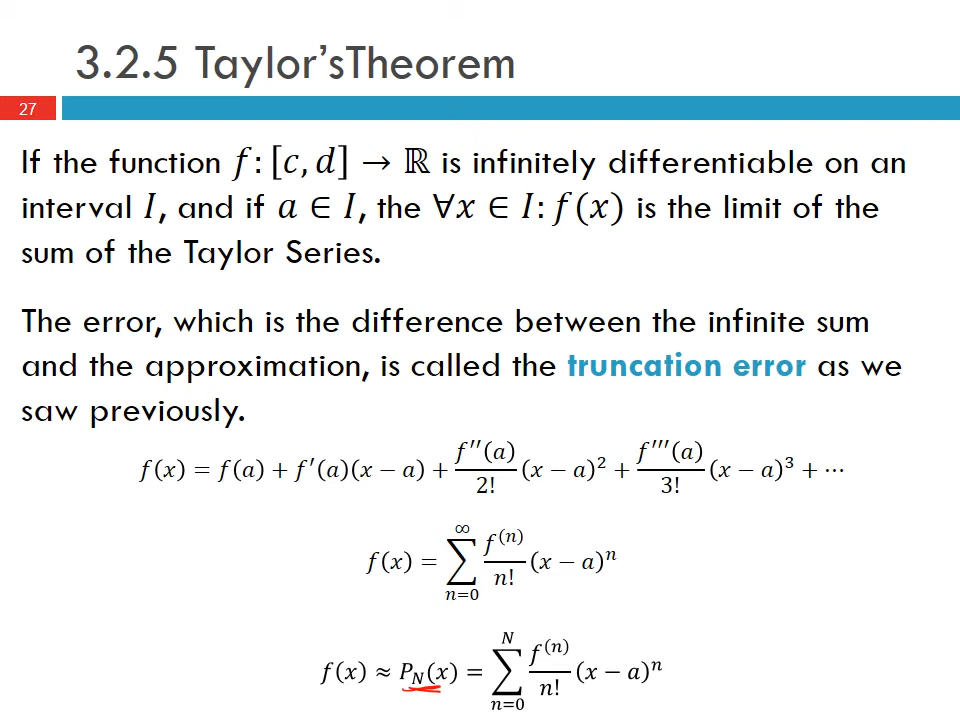 3.2.5 Taylor’sTheorem
27
If the function f: [c, d] → ℝ is infinitely differentiable on an
interval I, and if a ∈ I, the ∀x ∈ I: f(x) is the limit of the
sum of the Taylor Series.
The error, which is the difference between the infinite sum
and the approximation, is called the truncation error as we
saw previously.
f(x) = f(a) + f′(a)(x − a) + f′′(a)/2! (x − a)² + f′′′(a)/3! (x − a)³ + ⋯
f(x) = ∑_{n=0}^{∞} f⁽ⁿ⁾/n! (x − a)ⁿ
f(x) ≈ P_N(x) = ∑_{n=0}^{N} f⁽ⁿ⁾/n! (x − a)ⁿ